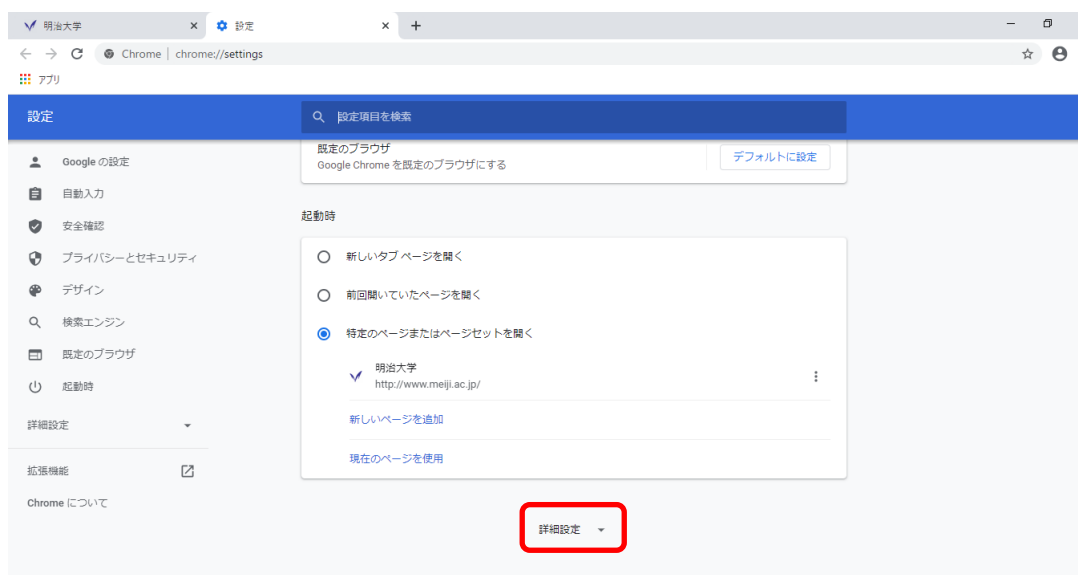 明治大学
設定
Chrome | chrome://settings
アプリ
設定
設定項目を検索
Google の設定
自動入力
安全確認
プライバシーとセキュリティ
デザイン
検索エンジン
既定のブラウザ
起動時
詳細設定
拡張機能
Chrome について
既定のブラウザ
Google Chrome を既定のブラウザにする
デフォルトに設定
起動時
新しいタブ ページを開く
前回開いていたページを開く
特定のページまたはページセットを開く
明治大学
http://www.meiji.ac.jp/
新しいページを追加
現在のページを使用
詳細設定